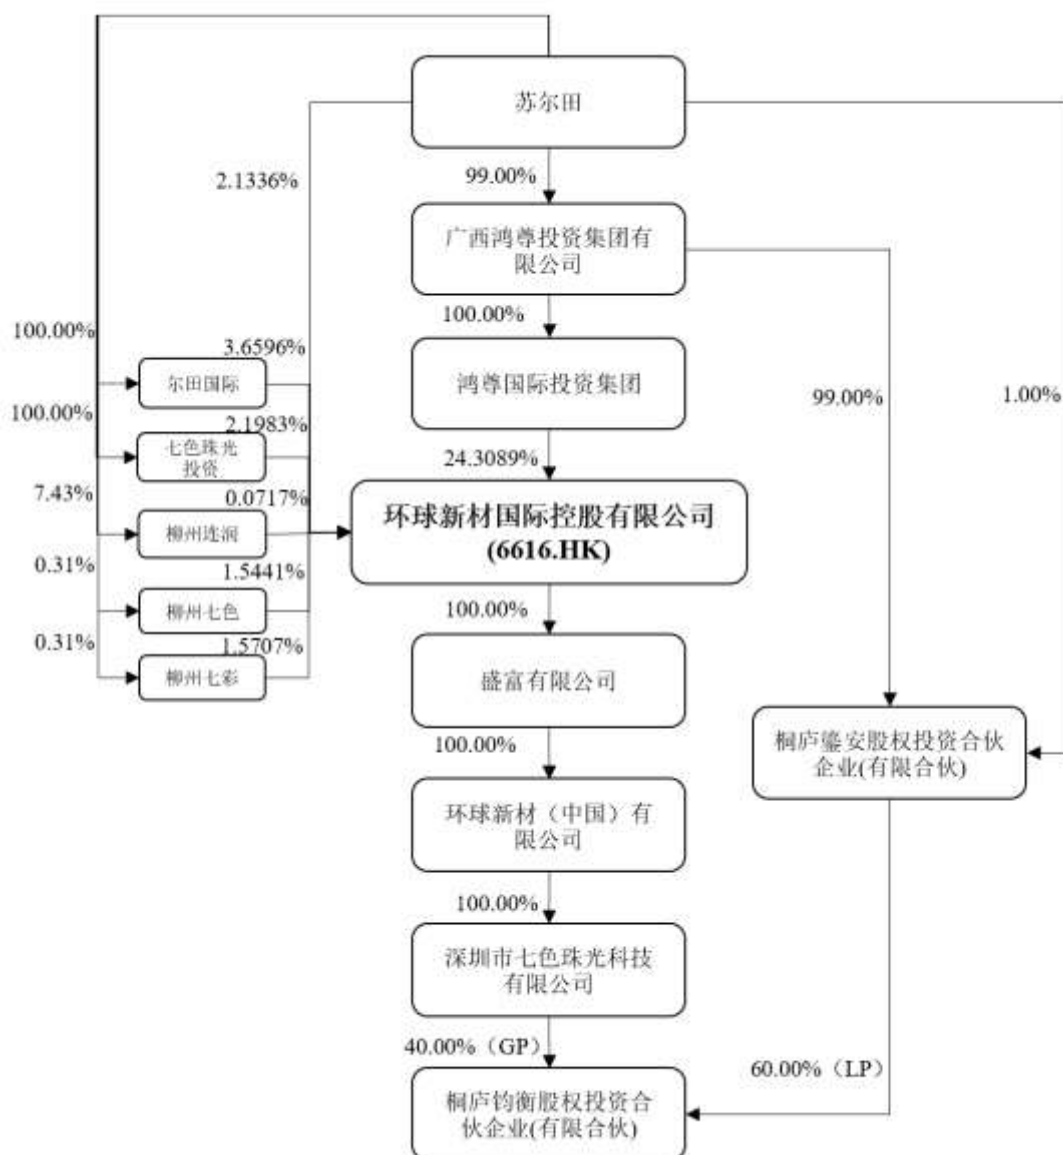 苏尔田
2.1336%
99.00%
广西鸿尊投资集团有
限公司
100.00%
100.00%
3.6596%
尔田国际
鸿尊国际投资集团
99.00%
1.00%
100.00%
2.1983%
七色珠光
投资
24.3089%
7.43%
0.0717%
柳州连润
环球新材国际控股有限公司
(6616.HK)
0.31%
1.5441%
柳州七色
100.00%
0.31%
1.5707%
柳州七彩
盛富有限公司
100.00%
桐庐鎏安股权投资合伙
企业(有限合伙)
环球新材（中国）有
限公司
100.00%
深圳市七色珠光科技
有限公司
40.00%（GP）
60.00%（LP）
桐庐钧衡股权投资合
伙企业(有限合伙)